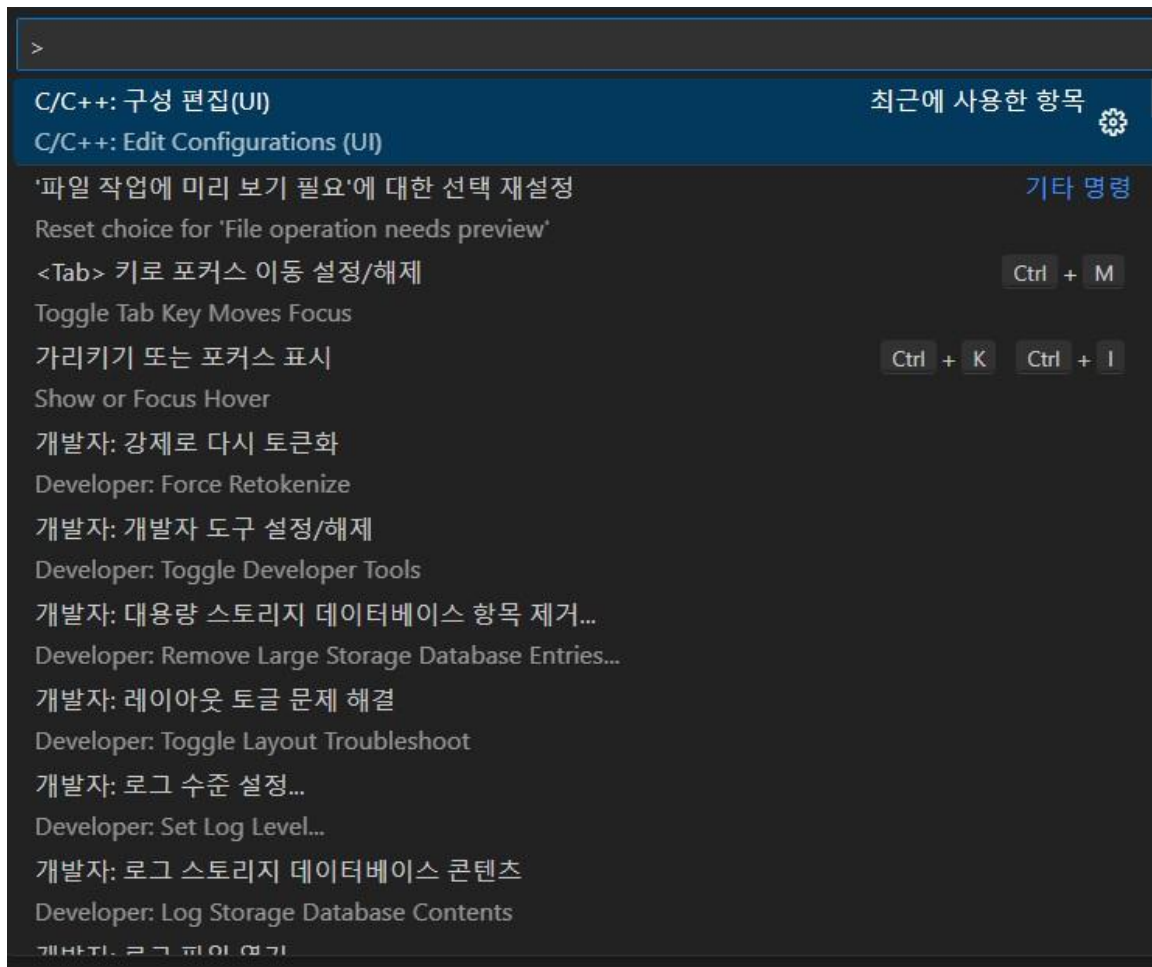 >
C/C++: 구성 편집(UI) 최근에 사용한 항목
C/C++: Edit Configurations (UI)
'파일 작업에 미리 보기 필요'에 대한 선택 재설정 기타 명령
Reset choice for 'File operation needs preview'
<Tab> 키로 포커스 이동 설정/해제 Ctrl + M
Toggle Tab Key Moves Focus
가리키기 또는 포커스 표시 Ctrl + K Ctrl + I
Show or Focus Hover
개발자: 강제로 다시 토큰화
Developer: Force Retokenize
개발자: 개발자 도구 설정/해제
Developer: Toggle Developer Tools
개발자: 대용량 스토리지 데이터베이스 항목 제거...
Developer: Remove Large Storage Database Entries...
개발자: 레이아웃 토글 문제 해결
Developer: Toggle Layout Troubleshoot
개발자: 로그 수준 설정...
Developer: Set Log Level...
개발자: 로그 스토리지 데이터베이스 콘텐츠
Developer: Log Storage Database Contents
개발자: 로그 파일 열기